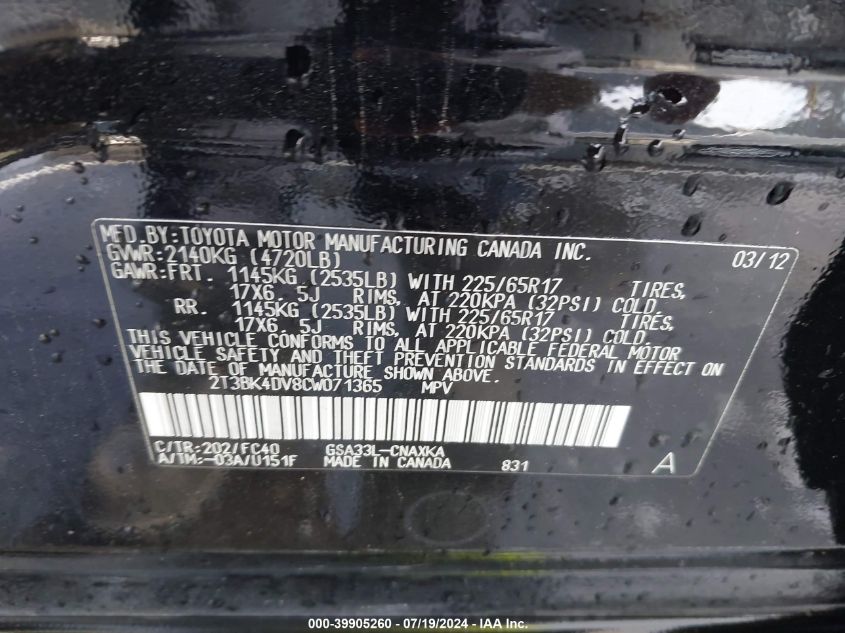 MFD. BY:TOYOTA MOTOR MANUFACTURING CANADA INC. 03/12
GVWR:2140KG (4720LB)
GAWR:FRT. 1145KG (2535LB) WITH 225/65R17 TIRES,
17X6. 5J RIMS, AT 220KPA (32PSI) COLD
RR. 1145KG (2535LB) WITH 225/65R17 TIRES,
17X6. 5J RIMS, AT 220KPA (32PSI) COLD.
THIS VEHICLE CONFORMS TO ALL APPLICABLE FEDERAL MOTOR
VEHICLE SAFETY AND THEFT PREVENTION STANDARDS IN EFFECT ON
THE DATE OF MANUFACTURE SHOWN ABOVE.
2T3BK4DV8CW071365 MPV
C/TR:202/FC40 GSA33L-CNAXKA
A/TM:-03A/U151F MADE IN CANADA 831 A
000-39905260 - 07/19/2024 - IAA Inc.